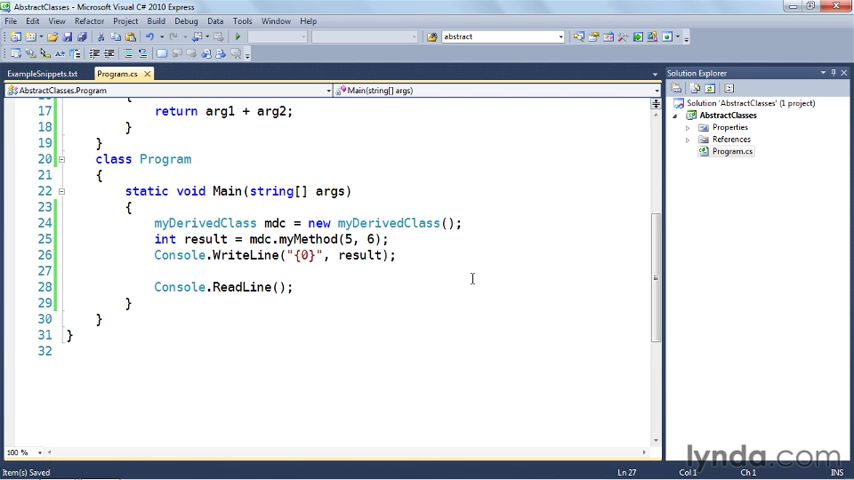 AbstractClasses - Microsoft Visual C# 2010 Express
File Edit View Refactor Project Build Debug Data Tools Window Help
abstract
ExampleSnippets.txt Program.cs
AbstractClasses.Program Main(string[] args)
17 return arg1 + arg2;
18 }
19 }
20 class Program
21 {
22 static void Main(string[] args)
23 {
24 myDerivedClass mdc = new myDerivedClass();
25 int result = mdc.myMethod(5, 6);
26 Console.WriteLine("{0}", result);
27
28 Console.ReadLine();
29 }
30 }
31 }
32
100 %
Item(s) Saved Ln 27 Col 1 Ch 1 INS
Solution Explorer
Solution 'AbstractClasses' (1 project)
AbstractClasses
Properties
References
Program.cs
lynda.com